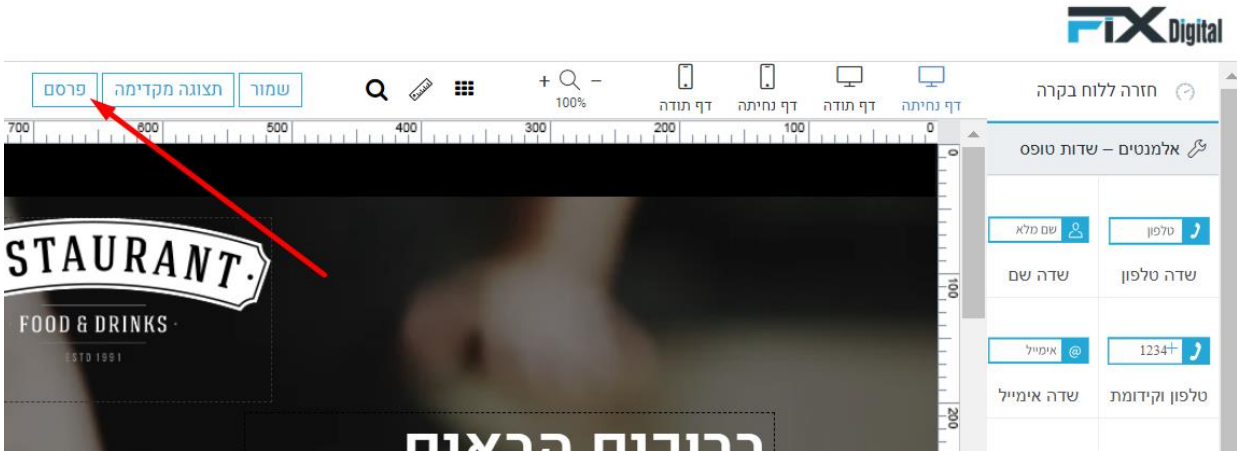 FIX Digital
חזרה ללוח בקרה
דף נחיתה
דף תודה
דף נחיתה
דף תודה
+ −
100%
שמור
תצוגה מקדימה
פרסם
700 600 500 400 300 200 100 0
אלמנטים – שדות טופס
טלפון
שם מלא
שדה טלפון
שדה שם
1234+
@ אימייל
טלפון וקידומת
שדה אימייל
0
100
200
STAURANT
FOOD & DRINKS
ESTD 1991